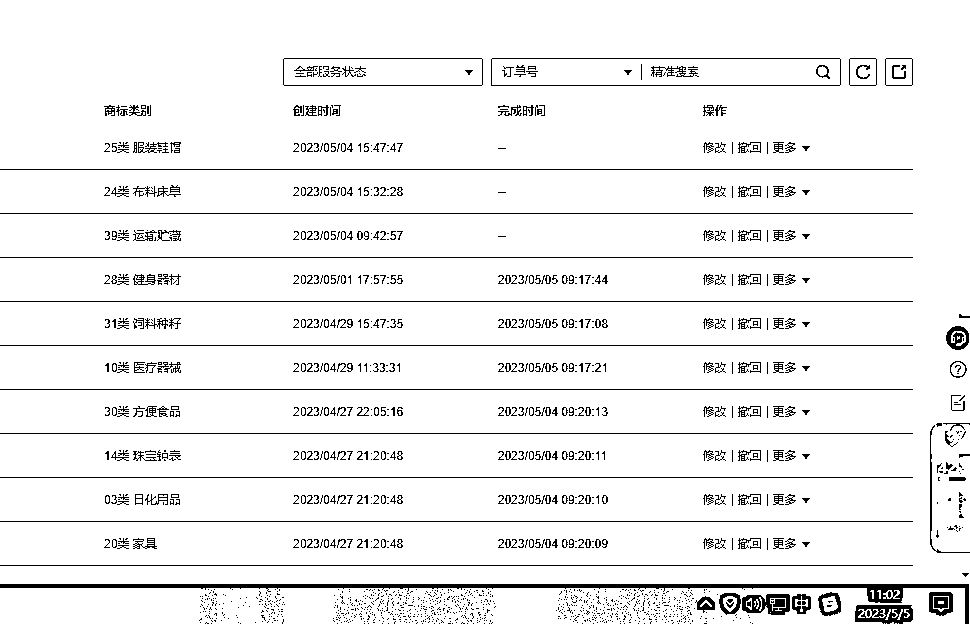 全部服务状态 订单号 精准搜索
商标类别 创建时间 完成时间 操作
25类 服装鞋帽 2023/05/04 15:47:47 – 修改 | 撤回 | 更多
24类 布料床单 2023/05/04 15:32:28 – 修改 | 撤回 | 更多
39类 运输贮藏 2023/05/04 09:42:57 – 修改 | 撤回 | 更多
28类 健身器材 2023/05/01 17:57:55 2023/05/05 09:17:44 修改 | 撤回 | 更多
31类 饲料种籽 2023/04/29 15:47:35 2023/05/05 09:17:08 修改 | 撤回 | 更多
10类 医疗器械 2023/04/29 11:33:31 2023/05/05 09:17:21 修改 | 撤回 | 更多
30类 方便食品 2023/04/27 22:05:16 2023/05/04 09:20:13 修改 | 撤回 | 更多
14类 珠宝钟表 2023/04/27 21:20:48 2023/05/04 09:20:11 修改 | 撤回 | 更多
03类 日化用品 2023/04/27 21:20:48 2023/05/04 09:20:10 修改 | 撤回 | 更多
20类 家具 2023/04/27 21:20:48 2023/05/04 09:20:09 修改 | 撤回 | 更多
中 11:02
2023/5/5